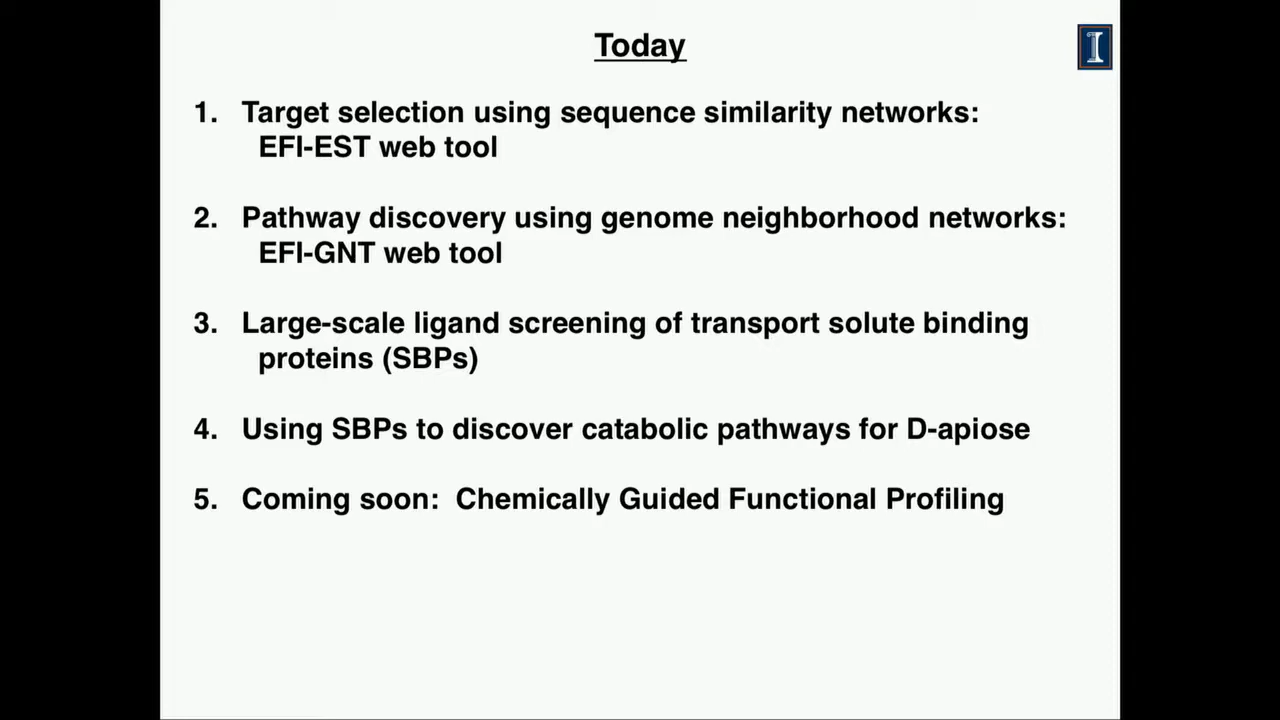 Today
I
1. Target selection using sequence similarity networks:
EFI-EST web tool
2. Pathway discovery using genome neighborhood networks:
EFI-GNT web tool
3. Large-scale ligand screening of transport solute binding
proteins (SBPs)
4. Using SBPs to discover catabolic pathways for D-apiose
5. Coming soon: Chemically Guided Functional Profiling